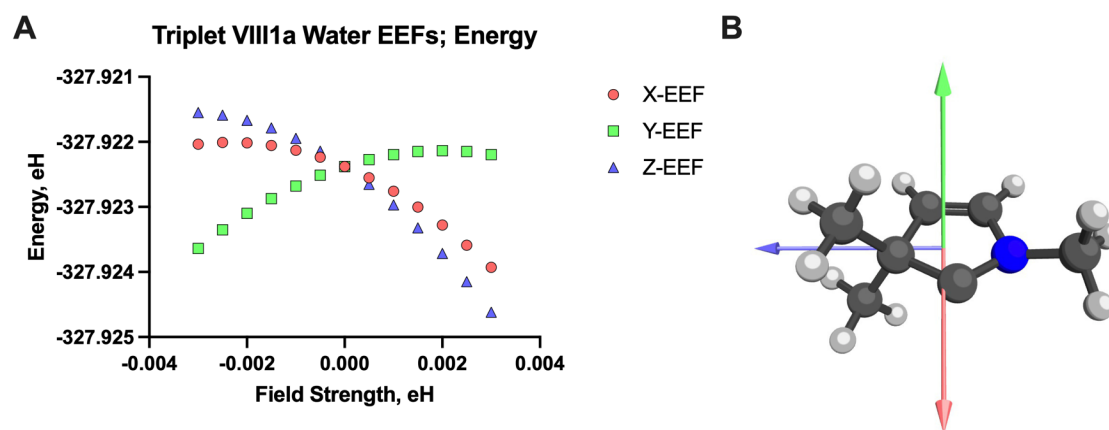 A
Triplet VIII1a Water EEFs; Energy
-327.921
-327.922
-327.923
-327.924
-327.925
Energy, eH
-0.004
-0.002
0.000
0.002
0.004
Field Strength, eH
X-EEF
Y-EEF
Z-EEF
B